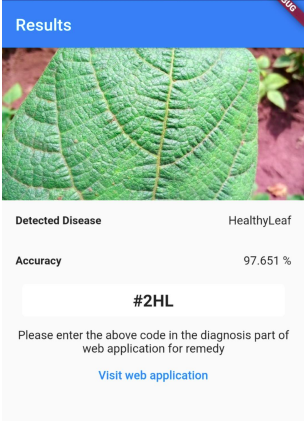 Results
Detected Disease HealthyLeaf
Accuracy 97.651 %
#2HL
Please enter the above code in the diagnosis part of
web application for remedy
Visit web application